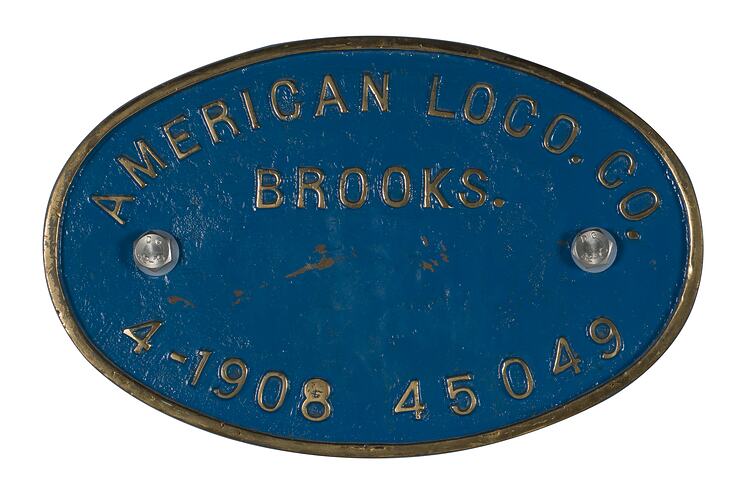 AMERICAN LOCO. CO.
BROOKS.
4-1908 45049